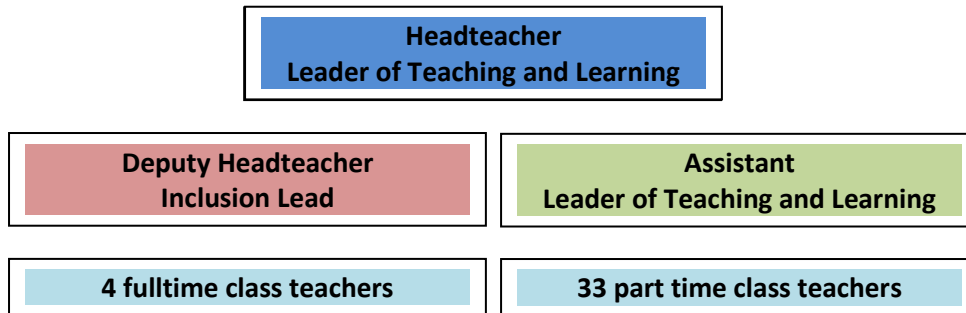 Headteacher
Leader of Teaching and Learning
Deputy Headteacher
Inclusion Lead
Assistant
Leader of Teaching and Learning
4 fulltime class teachers
33 part time class teachers